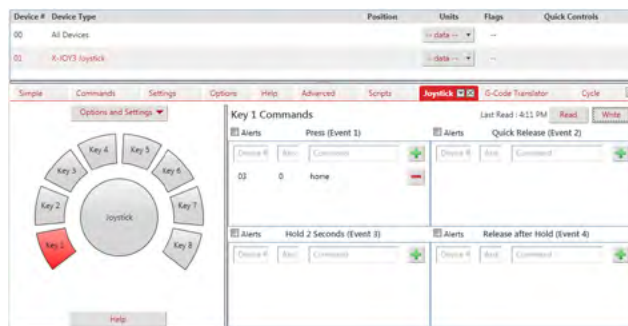 Device # Device Type Position Units Flags Quick Controls
00 All Devices -- data -- --
01 X-JOY3 Joystick -- data -- --
Simple Commands Settings Options Help Advanced Scripts Joystick G-Code Translator Cycle
Options and Settings
Key 1 Commands Last Read : 4:11 PM Read Write
Alerts Press (Event 1) Alerts Quick Release (Event 2)
Device # Axis Command Device # Axis Command
03 0 home
Key 1
Key 2
Key 3
Key 4
Key 5
Key 6
Key 7
Key 8
Joystick
Alerts Hold 2 Seconds (Event 3) Alerts Release after Hold (Event 4)
Device # Axis Command Device # Axis Command
Help